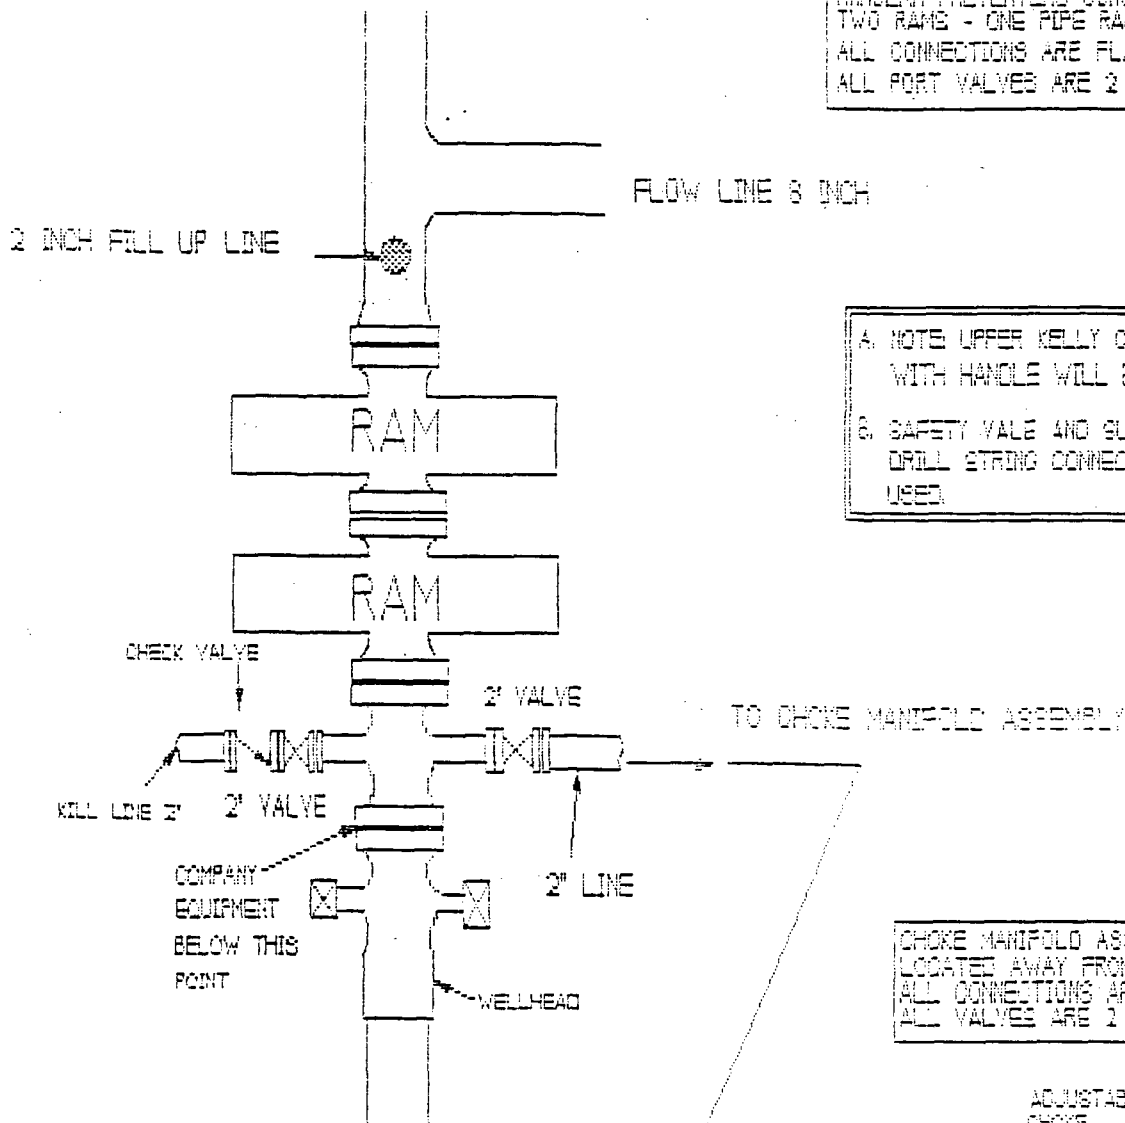 TWO RAMS - ONE PIPE RA
ALL CONNECTIONS ARE FL
ALL PORT VALVES ARE 2
FLOW LINE 8 INCH
2 INCH FILL UP LINE
A. NOTE: UPPER KELLY C
WITH HANDLE WILL
RAM
B. SAFETY VALE AND
DRILL STRING CONNEC
USED.
RAM
CHECK VALVE
2" VALVE
TO CHOKE MANIFOLD ASSEMBLY
KILL LINE 2"
2" VALVE
COMPANY
EQUIPMENT
BELOW THIS
POINT
2" LINE
WELLHEAD
CHOKE MANIFOLD AS
LOCATED AWAY FROM
ALL CONNECTIONS AR
ALL VALVES ARE 2
ADJUSTAB
CHOKE